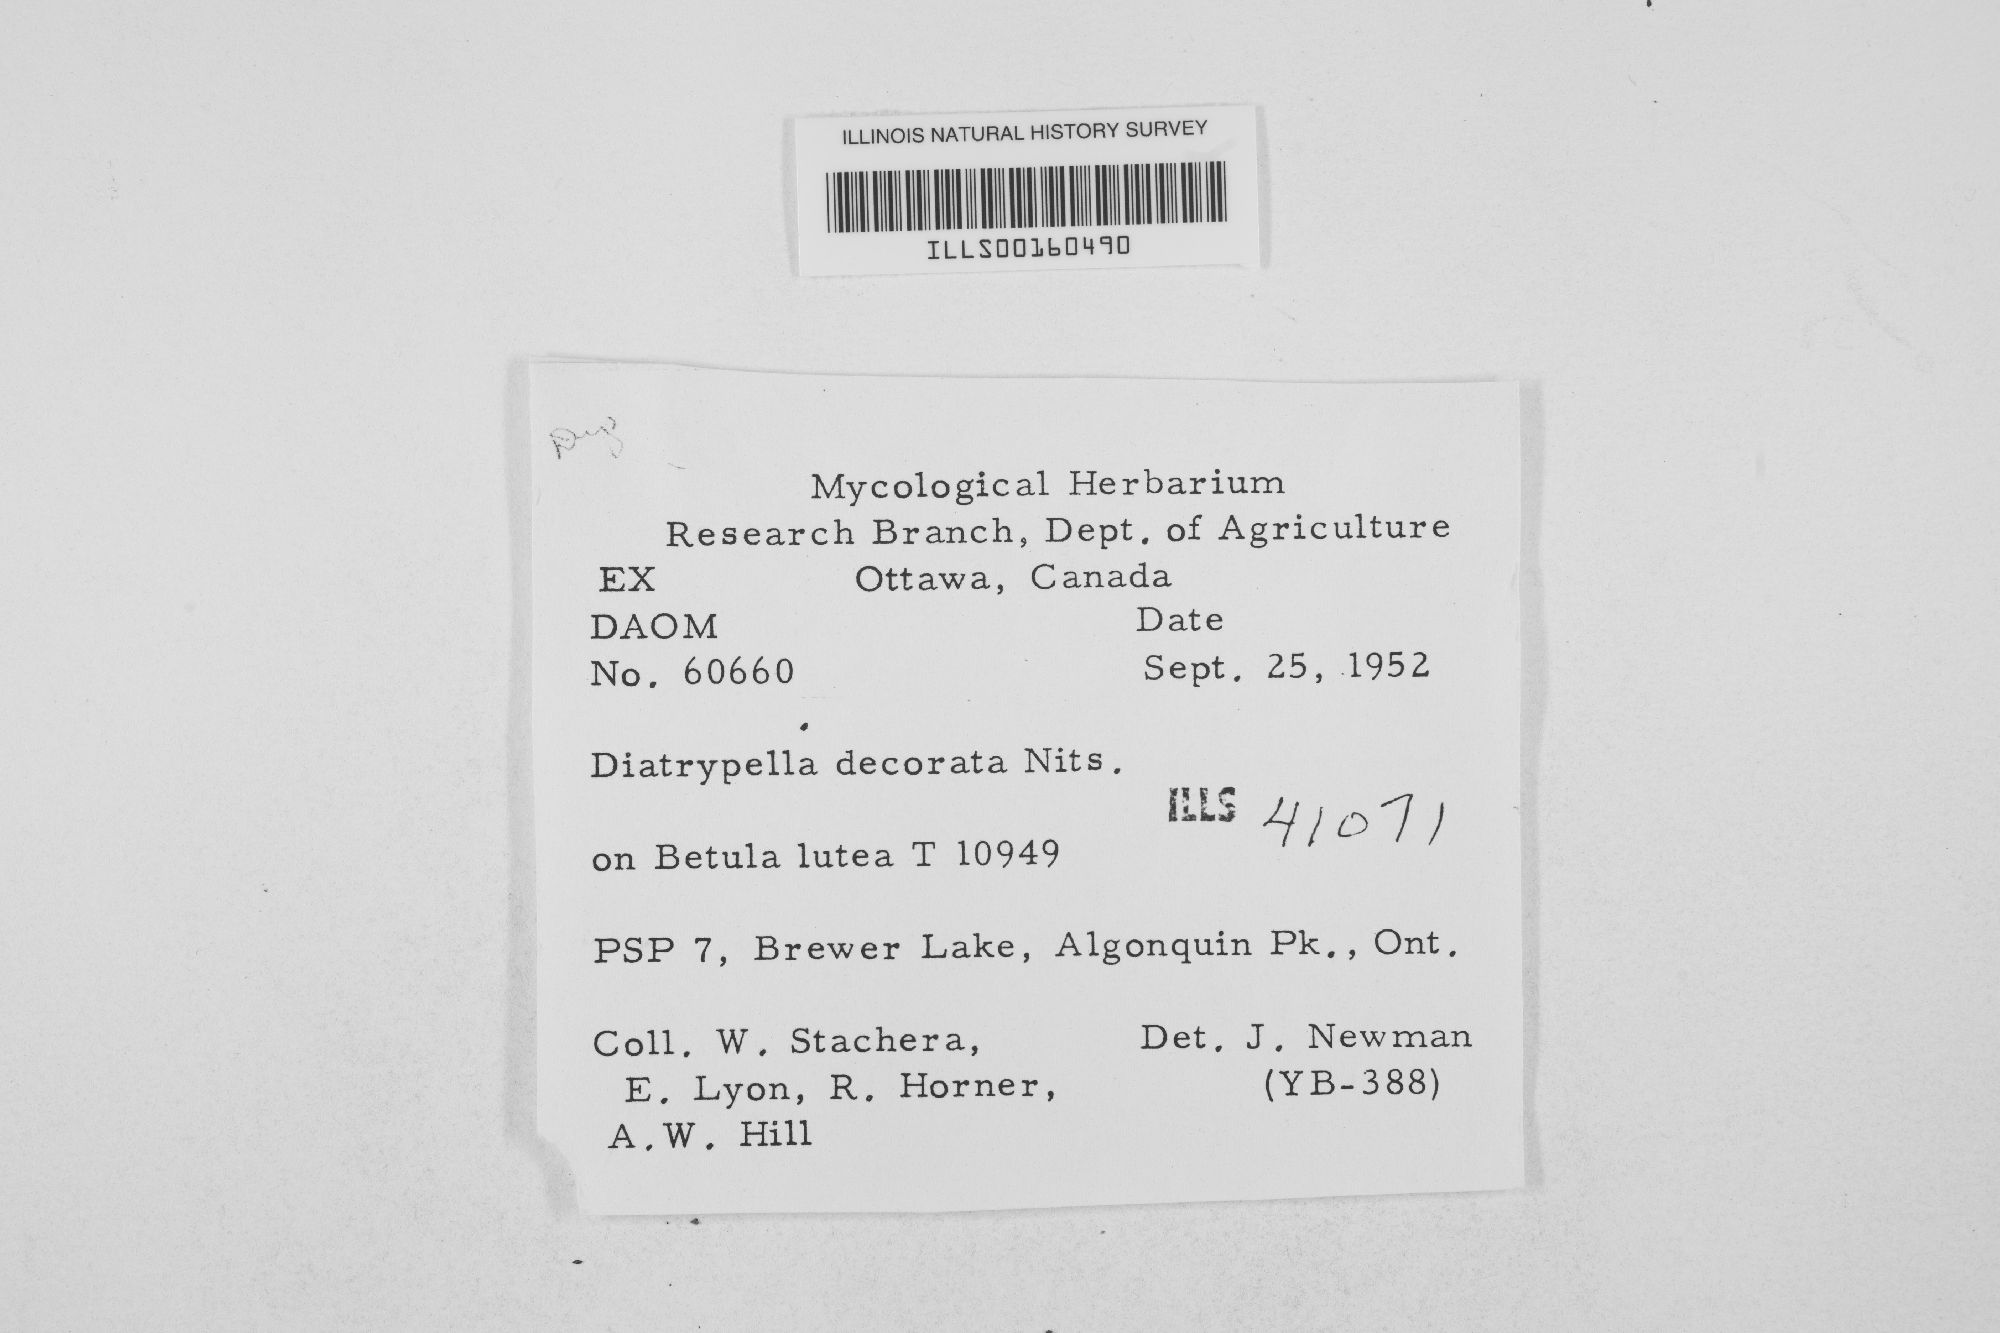 ILLINOIS NATURAL HISTORY SURVEY
ILLS00160490
Mycological Herbarium
Research Branch, Dept. of Agriculture
EX Ottawa, Canada
DAOM Date
No. 60660 Sept. 25, 1952
Diatrypella decorata Nits.
ILLS 41071
on Betula lutea T 10949
PSP 7, Brewer Lake, Algonquin Pk., Ont.
Coll. W. Stachera, Det. J. Newman
E. Lyon, R. Horner, (YB-388)
A.W. Hill